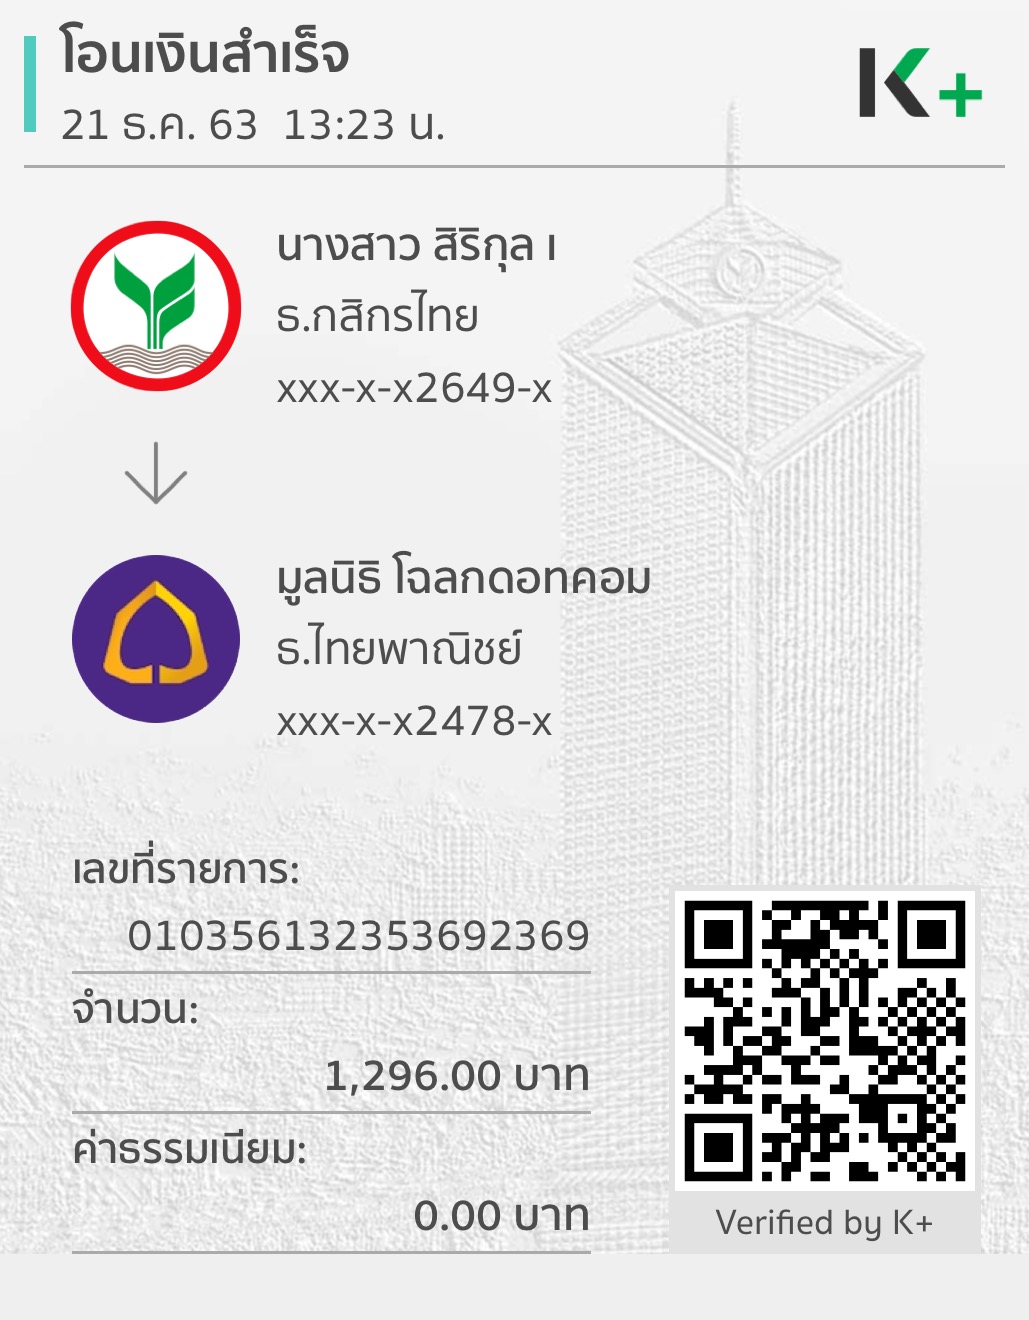 โอนเงินสำเร็จ
21 ธ.ค. 63 13:23 น.
K+
นางสาว สิริกุล เ
ธ.กสิกรไทย
xxx-x-x2649-x
มูลนิธิ โฉลกดอทคอม
ธ.ไทยพาณิชย์
xxx-x-x2478-x
เลขที่รายการ:
010356132353692369
จำนวน:
1,296.00 บาท
ค่าธรรมเนียม:
0.00 บาท
Verified by K+